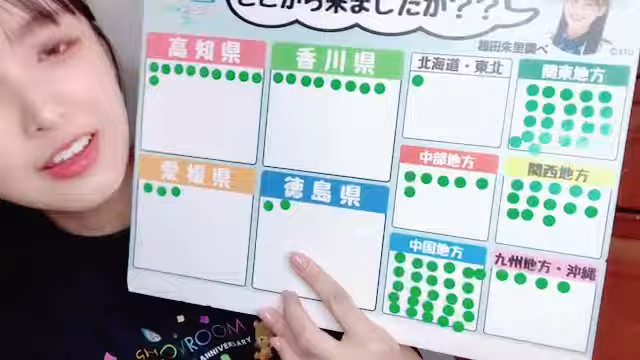 どこから来ましたか？？
福田朱里調べ
©STU
高知県
香川県
北海道・東北
関東地方
愛媛県
徳島県
中部地方
関西地方
中国地方
九州地方・沖縄
SHOWROOM
ANNIVERSARY